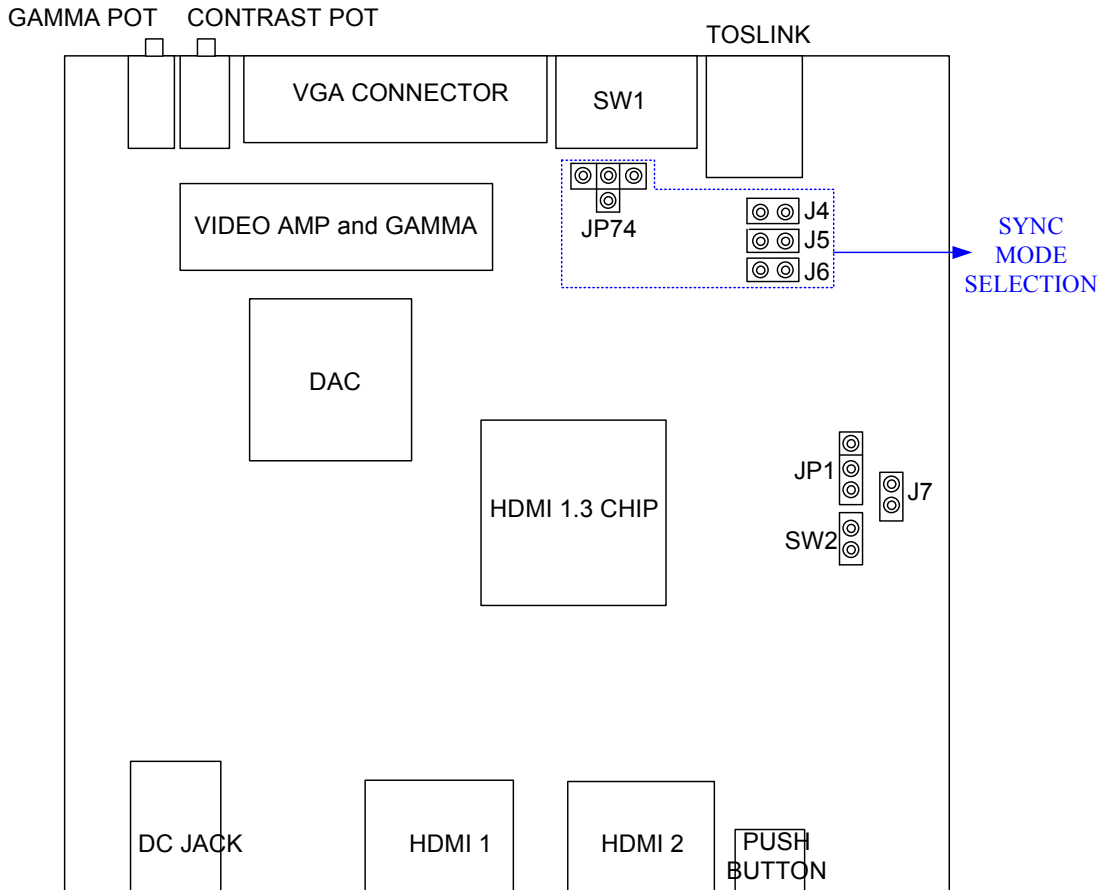 GAMMA POT
CONTRAST POT
TOSLINK
VGA CONNECTOR
SW1
VIDEO AMP and GAMMA
JP74
J4
J5
J6
SYNC
MODE
SELECTION
DAC
HDMI 1.3 CHIP
JP1
J7
SW2
DC JACK
HDMI 1
HDMI 2
PUSH
BUTTON